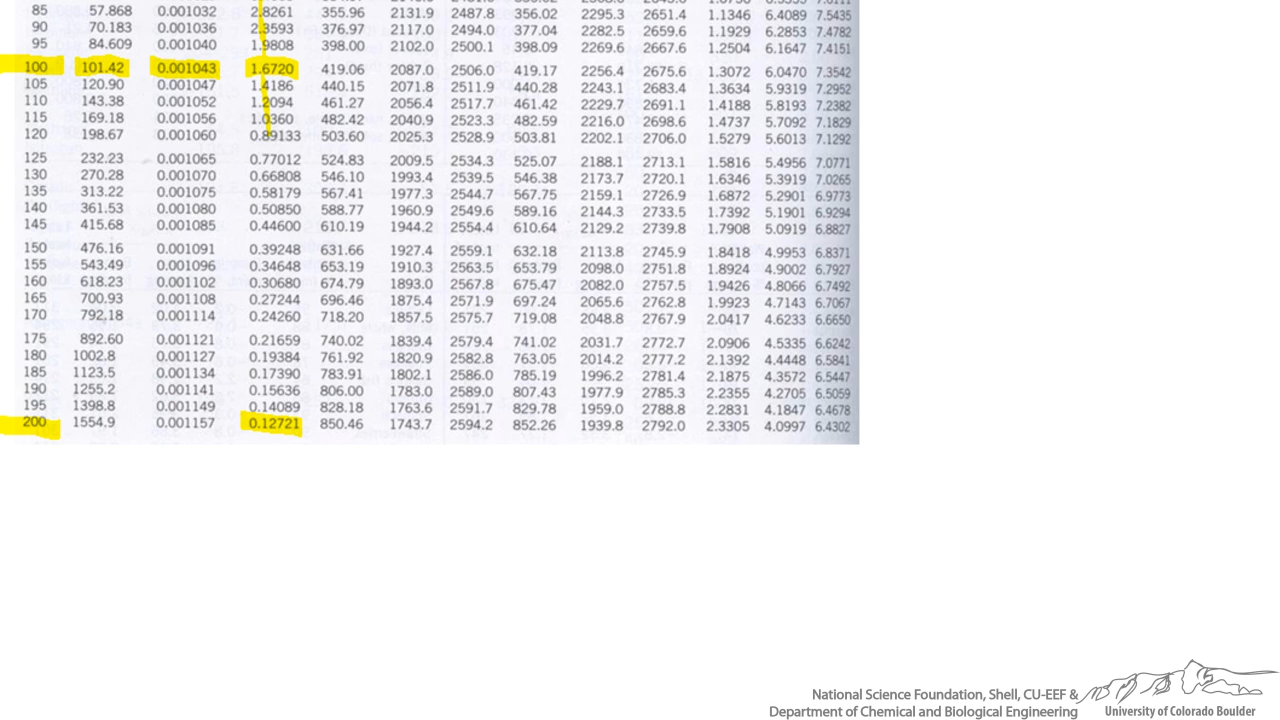 85 57.868 0.001032 2.8261 355.96 2131.9 2487.8 356.02 2295.3 2651.4 1.1346 6.4089 7.5435
90 70.183 0.001036 2.3593 376.97 2117.0 2494.0 377.04 2282.5 2659.6 1.1929 6.2853 7.4782
95 84.609 0.001040 1.9808 398.00 2102.0 2500.1 398.09 2269.6 2667.6 1.2504 6.1647 7.4151
100 101.42 0.001043 1.6720 419.06 2087.0 2506.0 419.17 2256.4 2675.6 1.3072 6.0470 7.3542
105 120.90 0.001047 1.4186 440.15 2071.8 2511.9 440.28 2243.1 2683.4 1.3634 5.9319 7.2952
110 143.38 0.001052 1.2094 461.27 2056.4 2517.7 461.42 2229.7 2691.1 1.4188 5.8193 7.2382
115 169.18 0.001056 1.0360 482.42 2040.9 2523.3 482.59 2216.0 2698.6 1.4737 5.7092 7.1829
120 198.67 0.001060 0.89133 503.60 2025.3 2528.9 503.81 2202.1 2706.0 1.5279 5.6013 7.1292
125 232.23 0.001065 0.77012 524.83 2009.5 2534.3 525.07 2188.1 2713.1 1.5816 5.4956 7.0771
130 270.28 0.001070 0.66808 546.10 1993.4 2539.5 546.38 2173.7 2720.1 1.6346 5.3919 7.0265
135 313.22 0.001075 0.58179 567.41 1977.3 2544.7 567.75 2159.1 2726.9 1.6872 5.2901 6.9773
140 361.53 0.001080 0.50850 588.77 1960.9 2549.6 589.16 2144.3 2733.5 1.7392 5.1901 6.9294
145 415.68 0.001085 0.44600 610.19 1944.2 2554.4 610.64 2129.2 2739.8 1.7908 5.0919 6.8827
150 476.16 0.001091 0.39248 631.66 1927.4 2559.1 632.18 2113.8 2745.9 1.8418 4.9953 6.8371
155 543.49 0.001096 0.34648 653.19 1910.3 2563.5 653.79 2098.0 2751.8 1.8924 4.9002 6.7927
160 618.23 0.001102 0.30680 674.79 1893.0 2567.8 675.47 2082.0 2757.5 1.9426 4.8066 6.7492
165 700.93 0.001108 0.27244 696.46 1875.4 2571.9 697.24 2065.6 2762.8 1.9923 4.7143 6.7067
170 792.18 0.001114 0.24260 718.20 1857.5 2575.7 719.08 2048.8 2767.9 2.0417 4.6233 6.6650
175 892.60 0.001121 0.21659 740.02 1839.4 2579.4 741.02 2031.7 2772.7 2.0906 4.5335 6.6242
180 1002.8 0.001127 0.19384 761.92 1820.9 2582.8 763.05 2014.2 2777.2 2.1392 4.4448 6.5841
185 1123.5 0.001134 0.17390 783.91 1802.1 2586.0 785.19 1996.2 2781.4 2.1875 4.3572 6.5447
190 1255.2 0.001141 0.15636 806.00 1783.0 2589.0 807.43 1977.9 2785.3 2.2355 4.2705 6.5059
195 1398.8 0.001149 0.14089 828.18 1763.6 2591.7 829.78 1959.0 2788.8 2.2831 4.1847 6.4678
200 1554.9 0.001157 0.12721 850.46 1743.7 2594.2 852.26 1939.8 2792.0 2.3305 4.0997 6.4302
National Science Foundation, Shell, CU-EEF &
Department of Chemical and Biological Engineering
University of Colorado Boulder